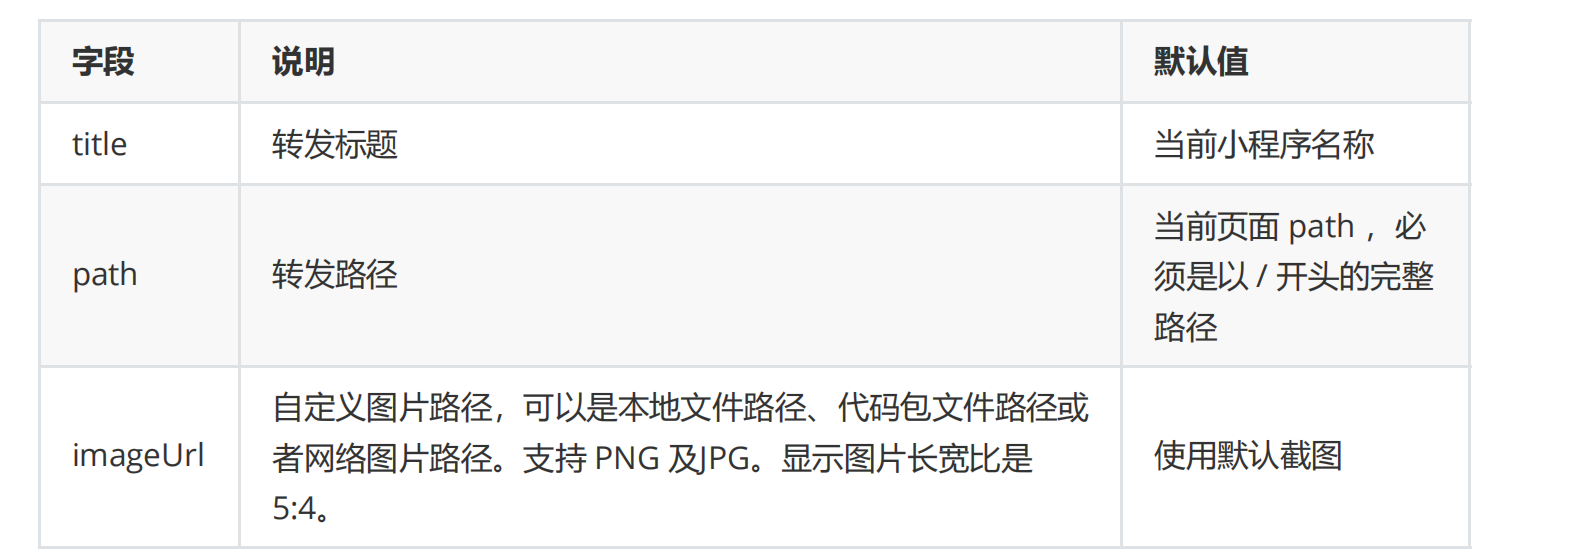 字段 说明 默认值
title 转发标题 当前小程序名称
path 转发路径 当前页面 path ，必
须是以 / 开头的完整
路径
imageUrl 自定义图片路径，可以是本地文件路径、代码包文件路径或
者网络图片路径。支持 PNG 及JPG。显示图片长宽比是
5:4。
使用默认截图